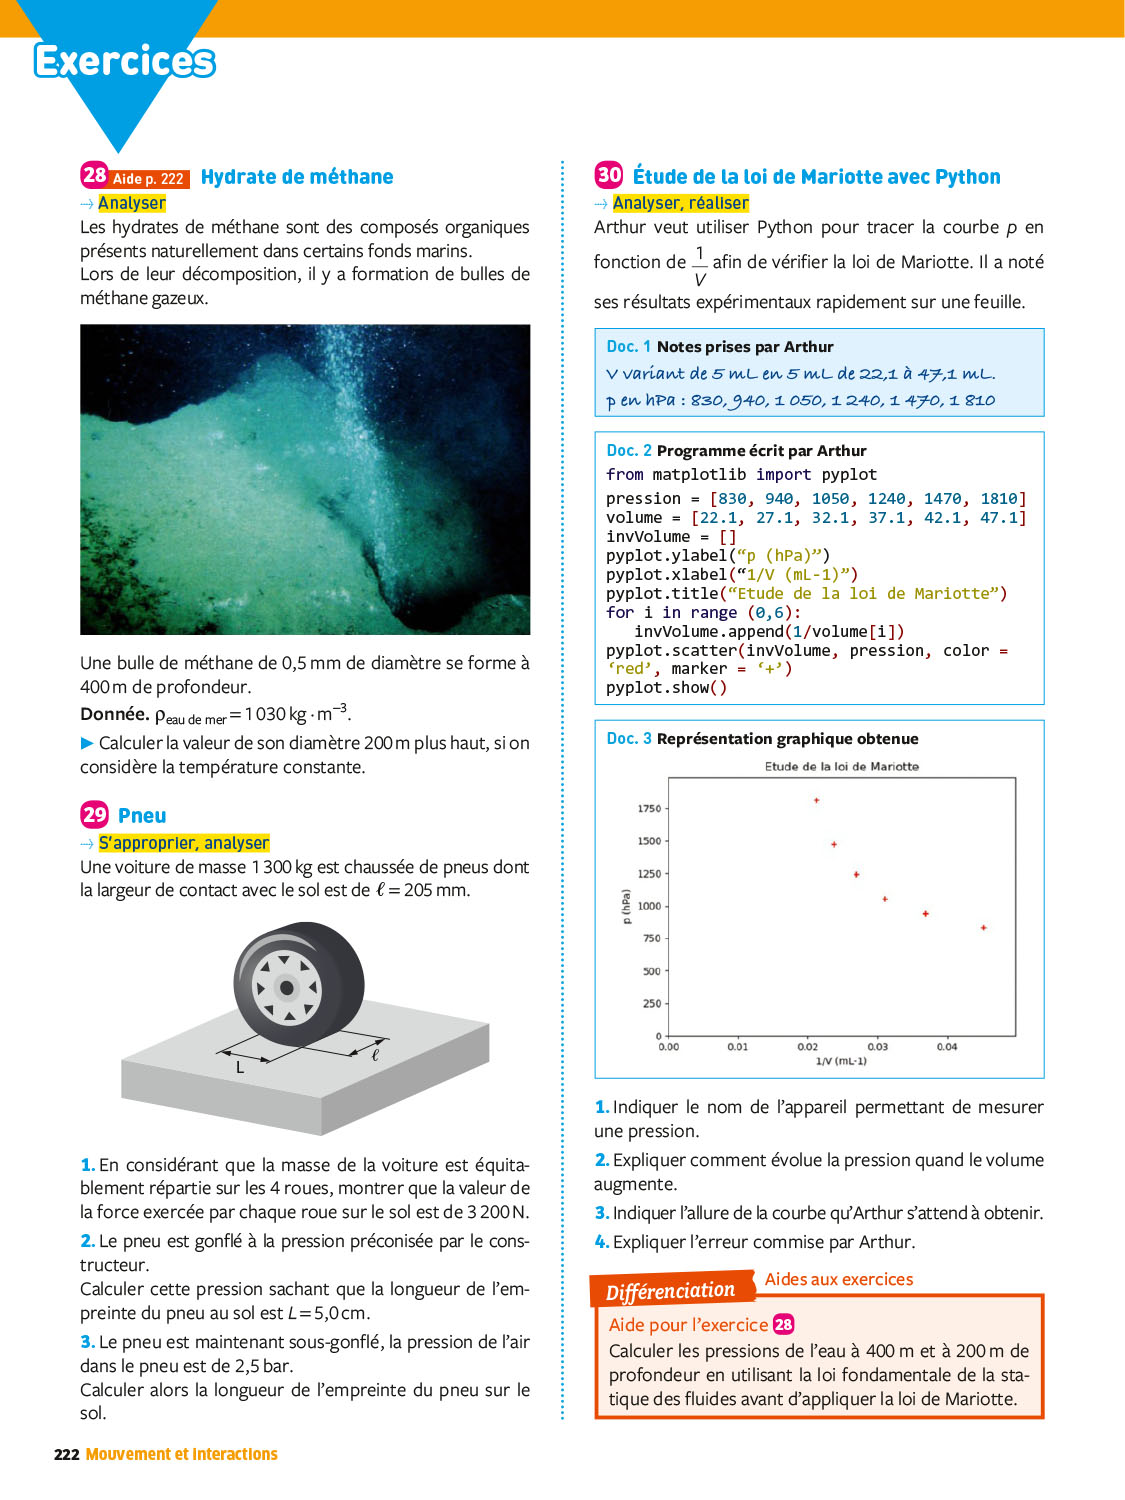 Exercices
28 Aide p. 222 Hydrate de méthane
→ Analyser
Les hydrates de méthane sont des composés organiques
présents naturellement dans certains fonds marins.
Lors de leur décomposition, il y a formation de bulles de
méthane gazeux.
Une bulle de méthane de 0,5 mm de diamètre se forme à
400 m de profondeur.
Donnée. ρeau de mer = 1 030 kg · m⁻³.
▶ Calculer la valeur de son diamètre 200 m plus haut, si on
considère la température constante.
29 Pneu
→ S'approprier, analyser
Une voiture de masse 1 300 kg est chaussée de pneus dont
la largeur de contact avec le sol est de ℓ = 205 mm.
L
ℓ
1. En considérant que la masse de la voiture est équita-
blement répartie sur les 4 roues, montrer que la valeur de
la force exercée par chaque roue sur le sol est de 3 200 N.
2. Le pneu est gonflé à la pression préconisée par le cons-
tructeur.
Calculer cette pression sachant que la longueur de l'em-
preinte du pneu au sol est L = 5,0 cm.
3. Le pneu est maintenant sous-gonflé, la pression de l'air
dans le pneu est de 2,5 bar.
Calculer alors la longueur de l'empreinte du pneu sur le
sol.
30 Étude de la loi de Mariotte avec Python
→ Analyser, réaliser
Arthur veut utiliser Python pour tracer la courbe p en
fonction de 1/V afin de vérifier la loi de Mariotte. Il a noté
ses résultats expérimentaux rapidement sur une feuille.
Doc. 1 Notes prises par Arthur
V variant de 5 mL en 5 mL de 22,1 à 47,1 mL.
p en hPa : 830, 940, 1 050, 1 240, 1 470, 1 810
Doc. 2 Programme écrit par Arthur
from matplotlib import pyplot
pression = [830, 940, 1050, 1240, 1470, 1810]
volume = [22.1, 27.1, 32.1, 37.1, 42.1, 47.1]
invVolume = []
pyplot.ylabel(“p (hPa)”)
pyplot.xlabel(“1/V (mL-1)”)
pyplot.title(“Etude de la loi de Mariotte”)
for i in range (0,6):
invVolume.append(1/volume[i])
pyplot.scatter(invVolume, pression, color =
‘red’, marker = ‘+’)
pyplot.show()
Doc. 3 Représentation graphique obtenue
Etude de la loi de Mariotte
1750
1500
1250
1000
750
500
250
0
p (hPa)
0.00 0.01 0.02 0.03 0.04
1/V (mL-1)
1. Indiquer le nom de l'appareil permettant de mesurer
une pression.
2. Expliquer comment évolue la pression quand le volume
augmente.
3. Indiquer l'allure de la courbe qu'Arthur s'attend à obtenir.
4. Expliquer l'erreur commise par Arthur.
Différenciation Aides aux exercices
Aide pour l'exercice 28
Calculer les pressions de l'eau à 400 m et à 200 m de
profondeur en utilisant la loi fondamentale de la sta-
tique des fluides avant d'appliquer la loi de Mariotte.
222 Mouvement et interactions